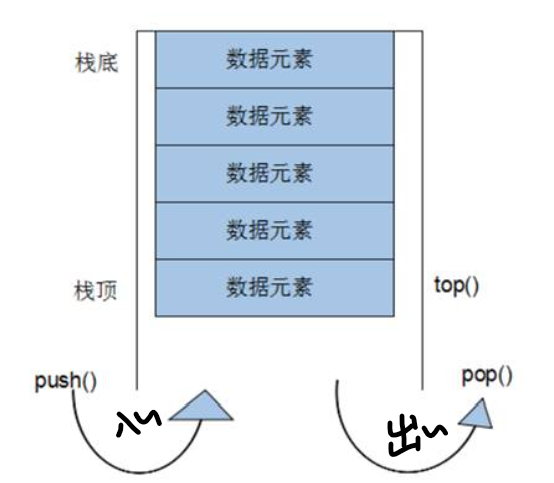 栈底 数据元素
数据元素
数据元素
数据元素
栈顶 数据元素 top()
push() pop()
出